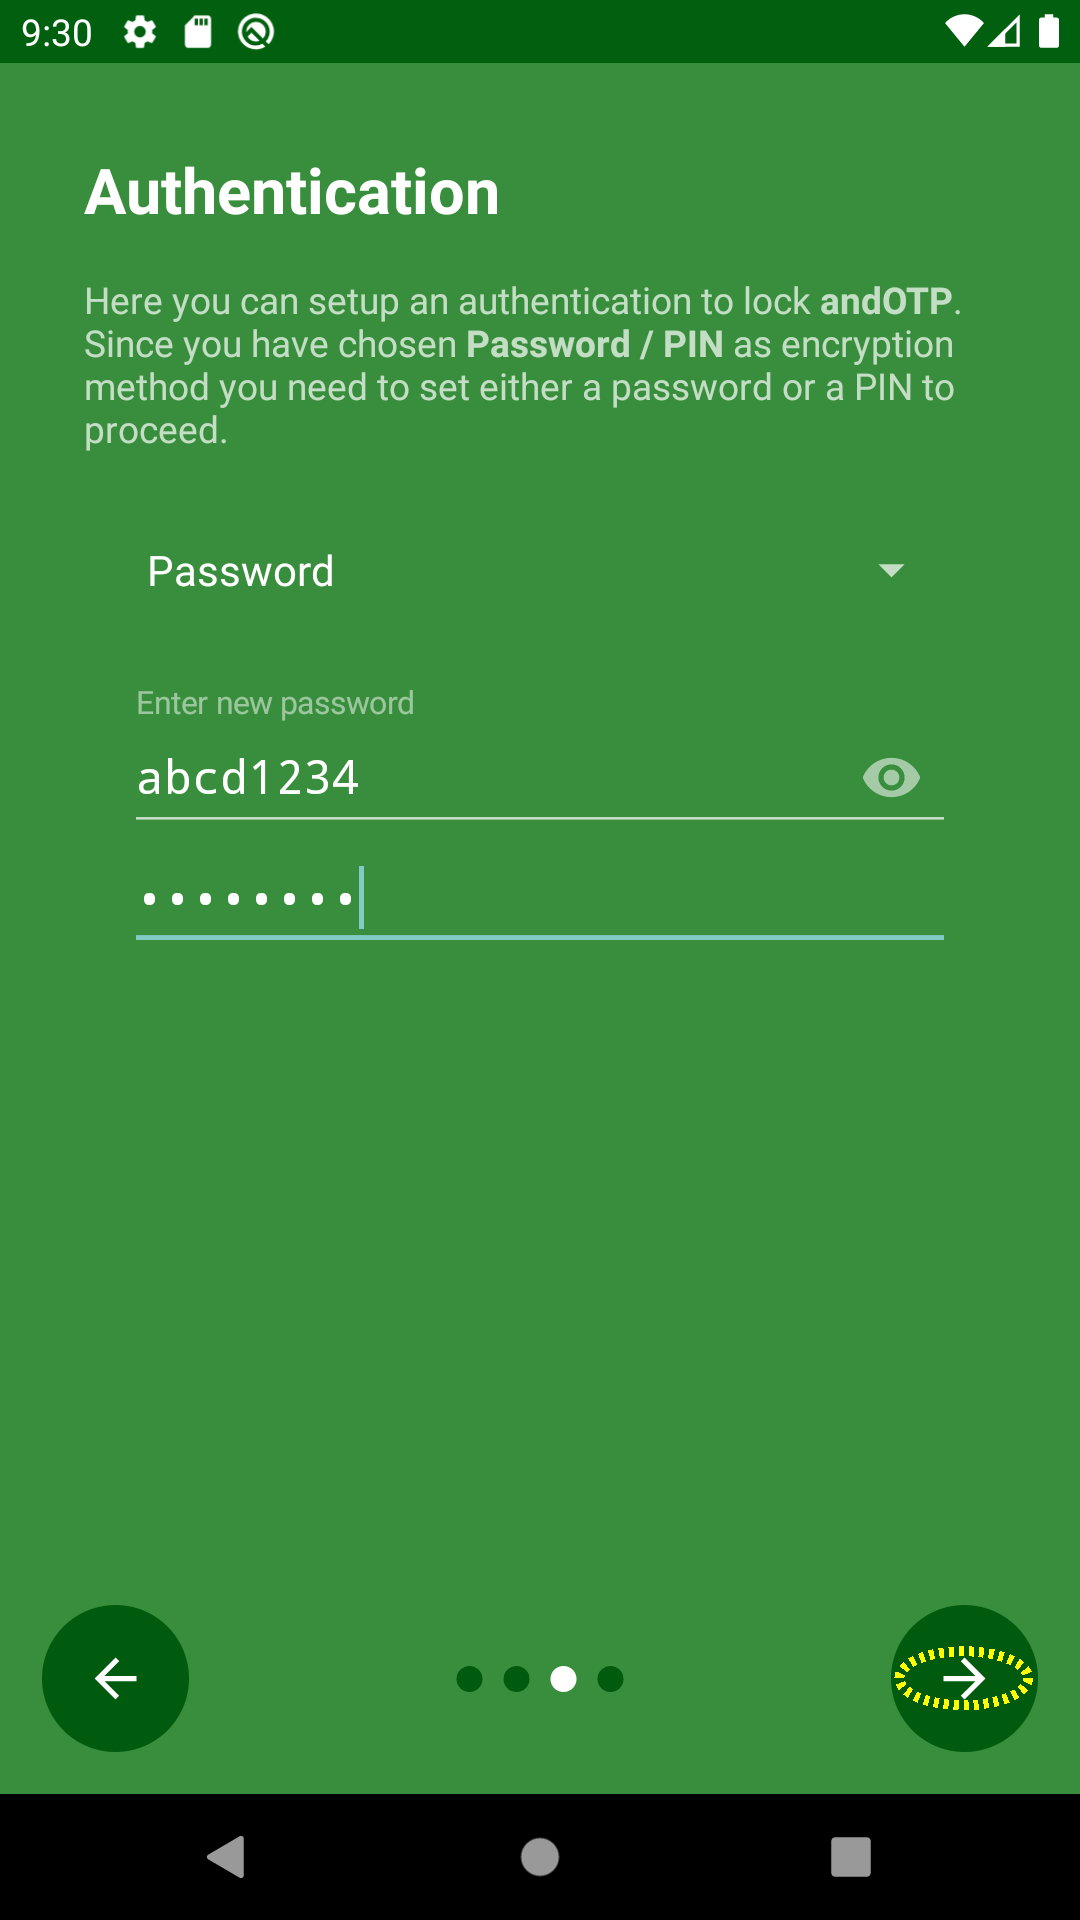 9:30
Authentication
Here you can setup an authentication to lock andOTP.
Since you have chosen Password / PIN as encryption
method you need to set either a password or a PIN to
proceed.
Password
Enter new password
abcd1234
••••••••